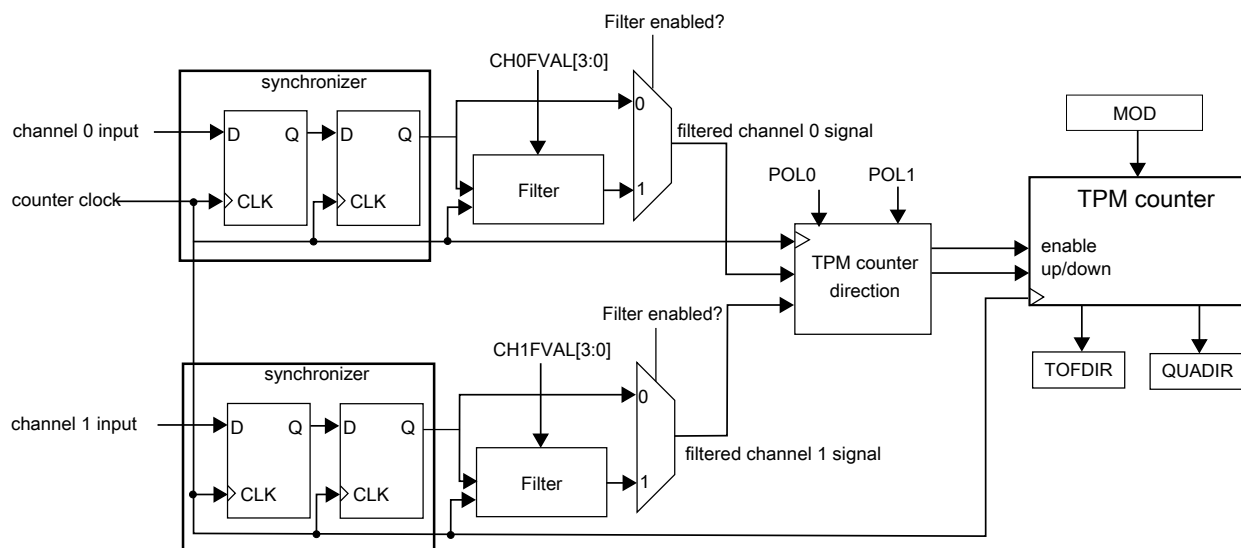 Filter enabled?
CH0FVAL[3:0]
synchronizer
0
channel 0 input
D Q D Q
filtered channel 0 signal
MOD
POL0 POL1
Filter
1
counter clock
CLK CLK
TPM counter
enable
up/down
TPM counter
direction
Filter enabled?
CH1FVAL[3:0]
synchronizer
TOFDIR QUADIR
0
channel 1 input
D Q D Q
filtered channel 1 signal
Filter
1
CLK CLK